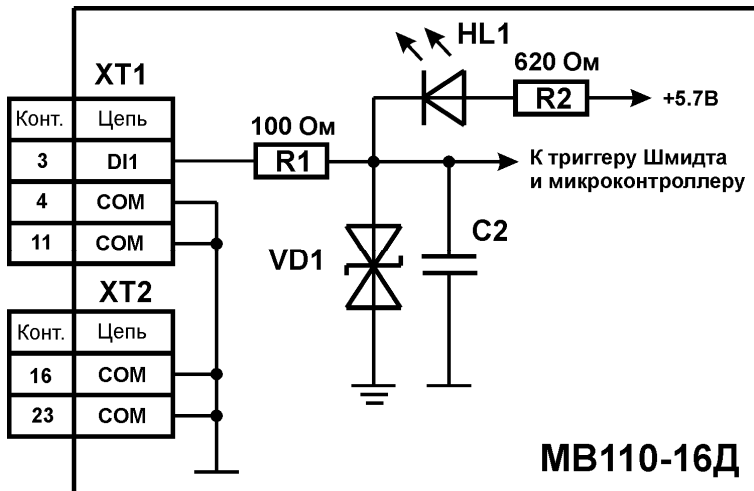 HL1
620 Ом
R2
+5.7В
XT1
Конт. Цепь
3 DI1
4 COM
11 COM
100 Ом
R1
К триггеру Шмидта
и микроконтроллеру
VD1
C2
XT2
Конт. Цепь
16 COM
23 COM
МВ110-16Д